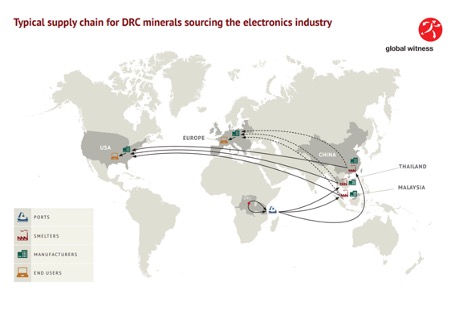 Typical supply chain for DRC minerals sourcing the electronics industry
global witness
EUROPE
USA
CHINA
THAILAND
MALAYSIA
PORTS
SMELTERS
MANUFACTURERS
END USERS